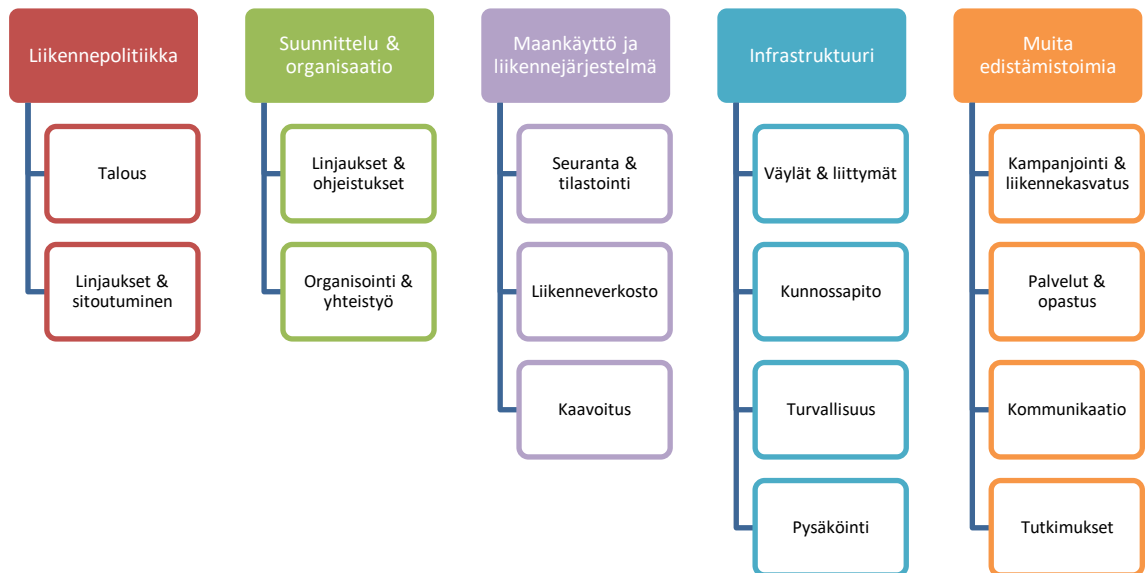 Liikennepolitiikka
Talous
Linjaukset &
sitoutuminen
Suunnittelu &
organisaatio
Linjaukset &
ohjeistukset
Organisointi &
yhteistyö
Maankäyttö ja
liikennejärjestelmä
Seuranta &
tilastointi
Liikenneverkosto
Kaavoitus
Infrastruktuuri
Väylät & liittymät
Kunnossapito
Turvallisuus
Pysäköinti
Muita
edistämistoimia
Kampanjointi &
liikennekasvatus
Palvelut &
opastus
Kommunikaatio
Tutkimukset